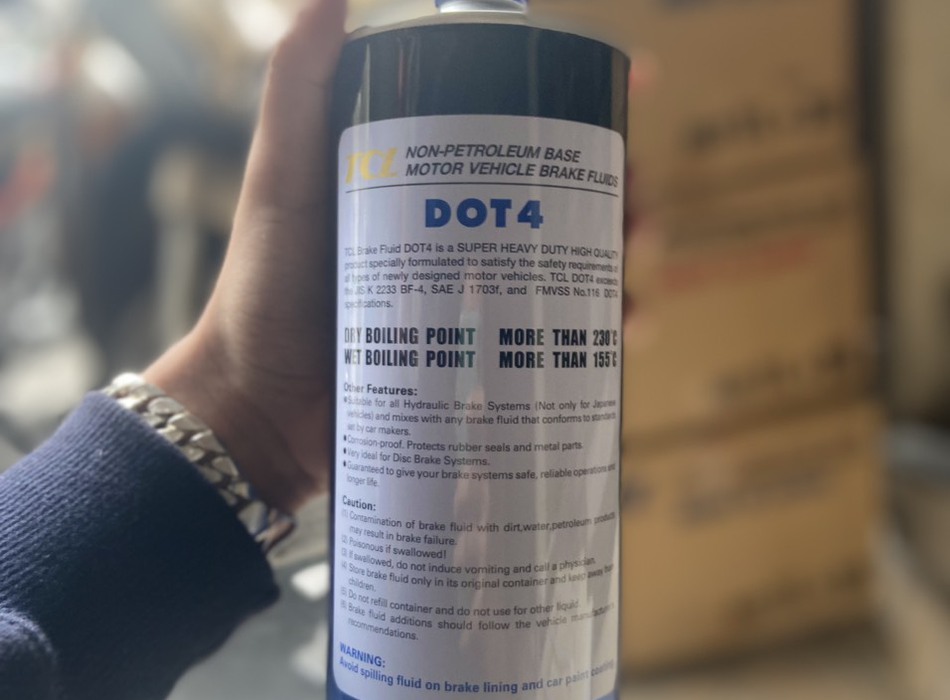 TCL NON-PETROLEUM BASE
MOTOR VEHICLE BRAKE FLUIDS
DOT4
TCL Brake Fluid DOT4 is a SUPER HEAVY DUTY HIGH QUALITY
product specially formulated to satisfy the safety requirements of
all types of newly designed motor vehicles. TCL DOT4 exceeds
the JIS K 2233 BF-4, SAE J 1703f, and FMVSS No.116 DOT4
specifications.
DRY BOILING POINT MORE THAN 230°C
WET BOILING POINT MORE THAN 155°C
Other Features:
•Suitable for all Hydraulic Brake Systems (Not only for Japanese
vehicles) and mixes with any brake fluid that conforms to standards
set by car makers.
•Corrosion-proof. Protects rubber seals and metal parts.
•Very ideal for Disc Brake Systems.
•Guaranteed to give your brake systems safe, reliable operations and
longer life.
Caution:
(1) Contamination of brake fluid with dirt,water,petroleum products
may result in brake failure.
(2) Poisonous if swallowed!
(3) If swallowed, do not induce vomiting and call a physician.
(4) Store brake fluid only in its original container and keep away from
children.
(5) Do not refill container and do not use for other liquid.
(6) Brake fluid additions should follow the vehicle manufacturer's
recommendations.
WARNING:
Avoid spilling fluid on brake lining and car paint coating.